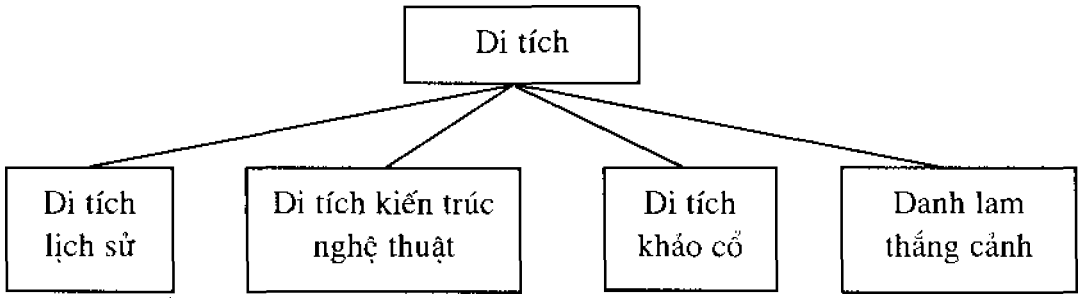 Di tích
Di tích
lịch sử
Di tích kiến trúc
nghệ thuật
Di tích
khảo cổ
Danh lam
thắng cảnh